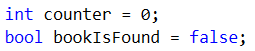 int counter = 0;
bool bookIsFound = false;